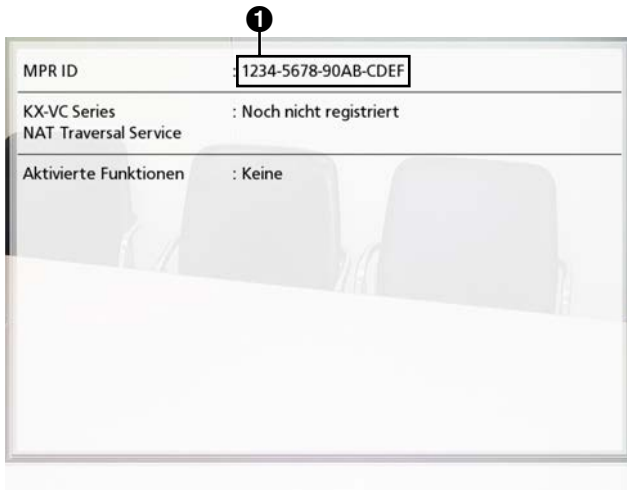 1
MPR ID : 1234-5678-90AB-CDEF
KX-VC Series : Noch nicht registriert
NAT Traversal Service
Aktivierte Funktionen : Keine